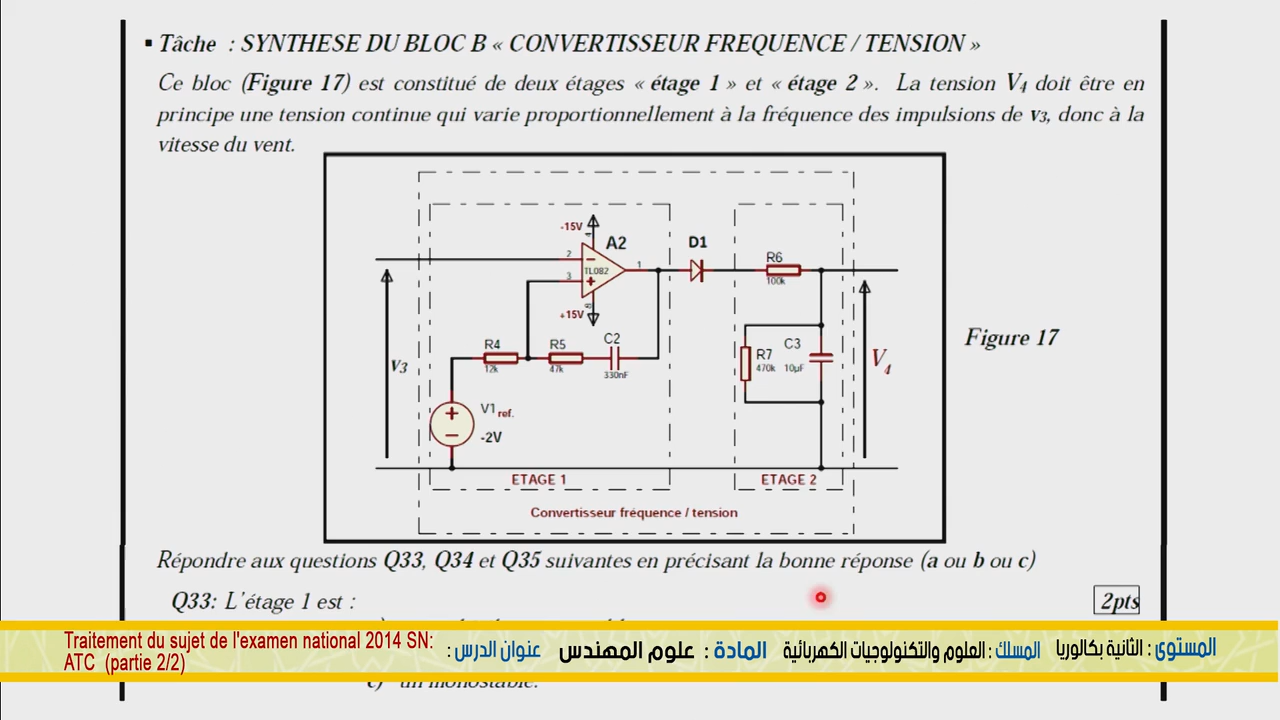 ▪ Tâche : SYNTHESE DU BLOC B « CONVERTISSEUR FREQUENCE / TENSION »
Ce bloc (Figure 17) est constitué de deux étages « étage 1 » et « étage 2 ». La tension V4 doit être en
principe une tension continue qui varie proportionnellement à la fréquence des impulsions de v3, donc à la
vitesse du vent.
-15V
A2
D1
4
2
3
1
TL082
8
+15V
R6
100k
R4
12k
R5
47k
C2
330nF
R7
470k
C3
10µF
V3
V4
V1 ref.
-2V
ETAGE 1
ETAGE 2
Convertisseur fréquence / tension
Figure 17
Répondre aux questions Q33, Q34 et Q35 suivantes en précisant la bonne réponse (a ou b ou c)
Q33: L'étage 1 est :
2pts
Traitement du sujet de l'examen national 2014 SN:
ATC (partie 2/2)
المستوى : الثانية بكالوريا المسلك : العلوم والتكنولوجيات الكهربائية المادة : علوم المهندس عنوان الدرس :
c) un monostable.